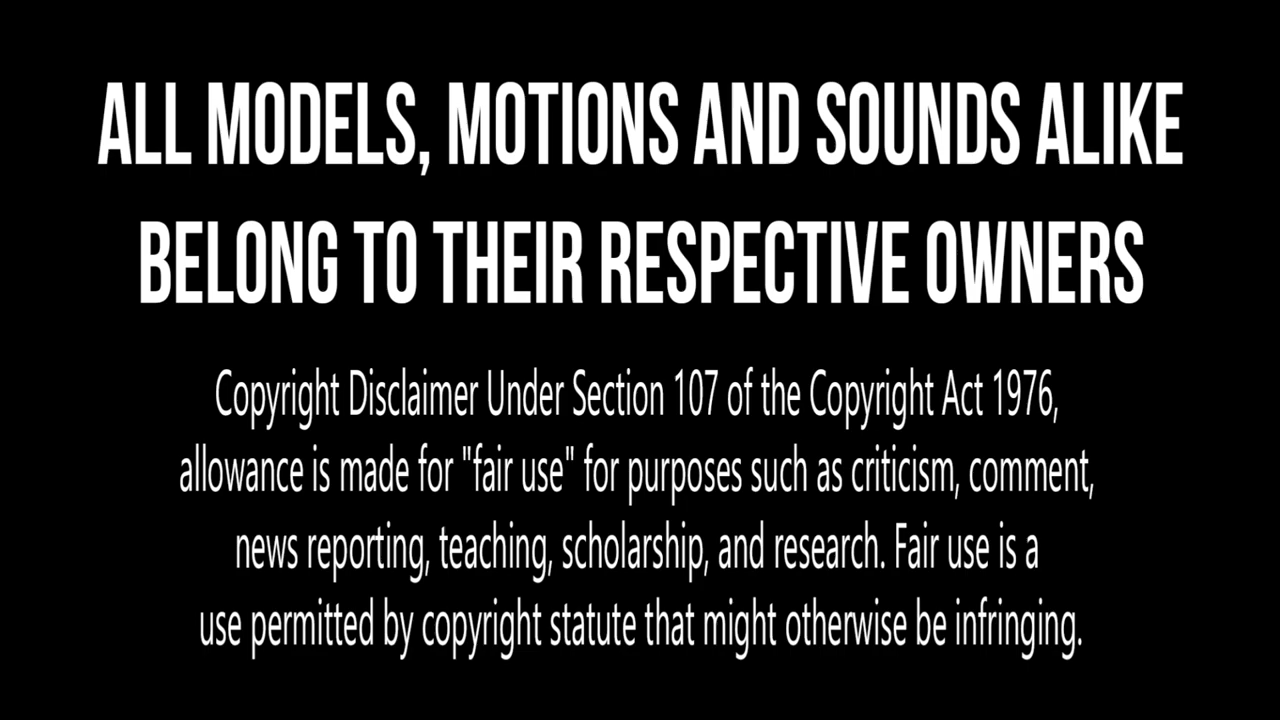 ALL MODELS, MOTIONS AND SOUNDS ALIKE
BELONG TO THEIR RESPECTIVE OWNERS
Copyright Disclaimer Under Section 107 of the Copyright Act 1976,
allowance is made for "fair use" for purposes such as criticism, comment,
news reporting, teaching, scholarship, and research. Fair use is a
use permitted by copyright statute that might otherwise be infringing.